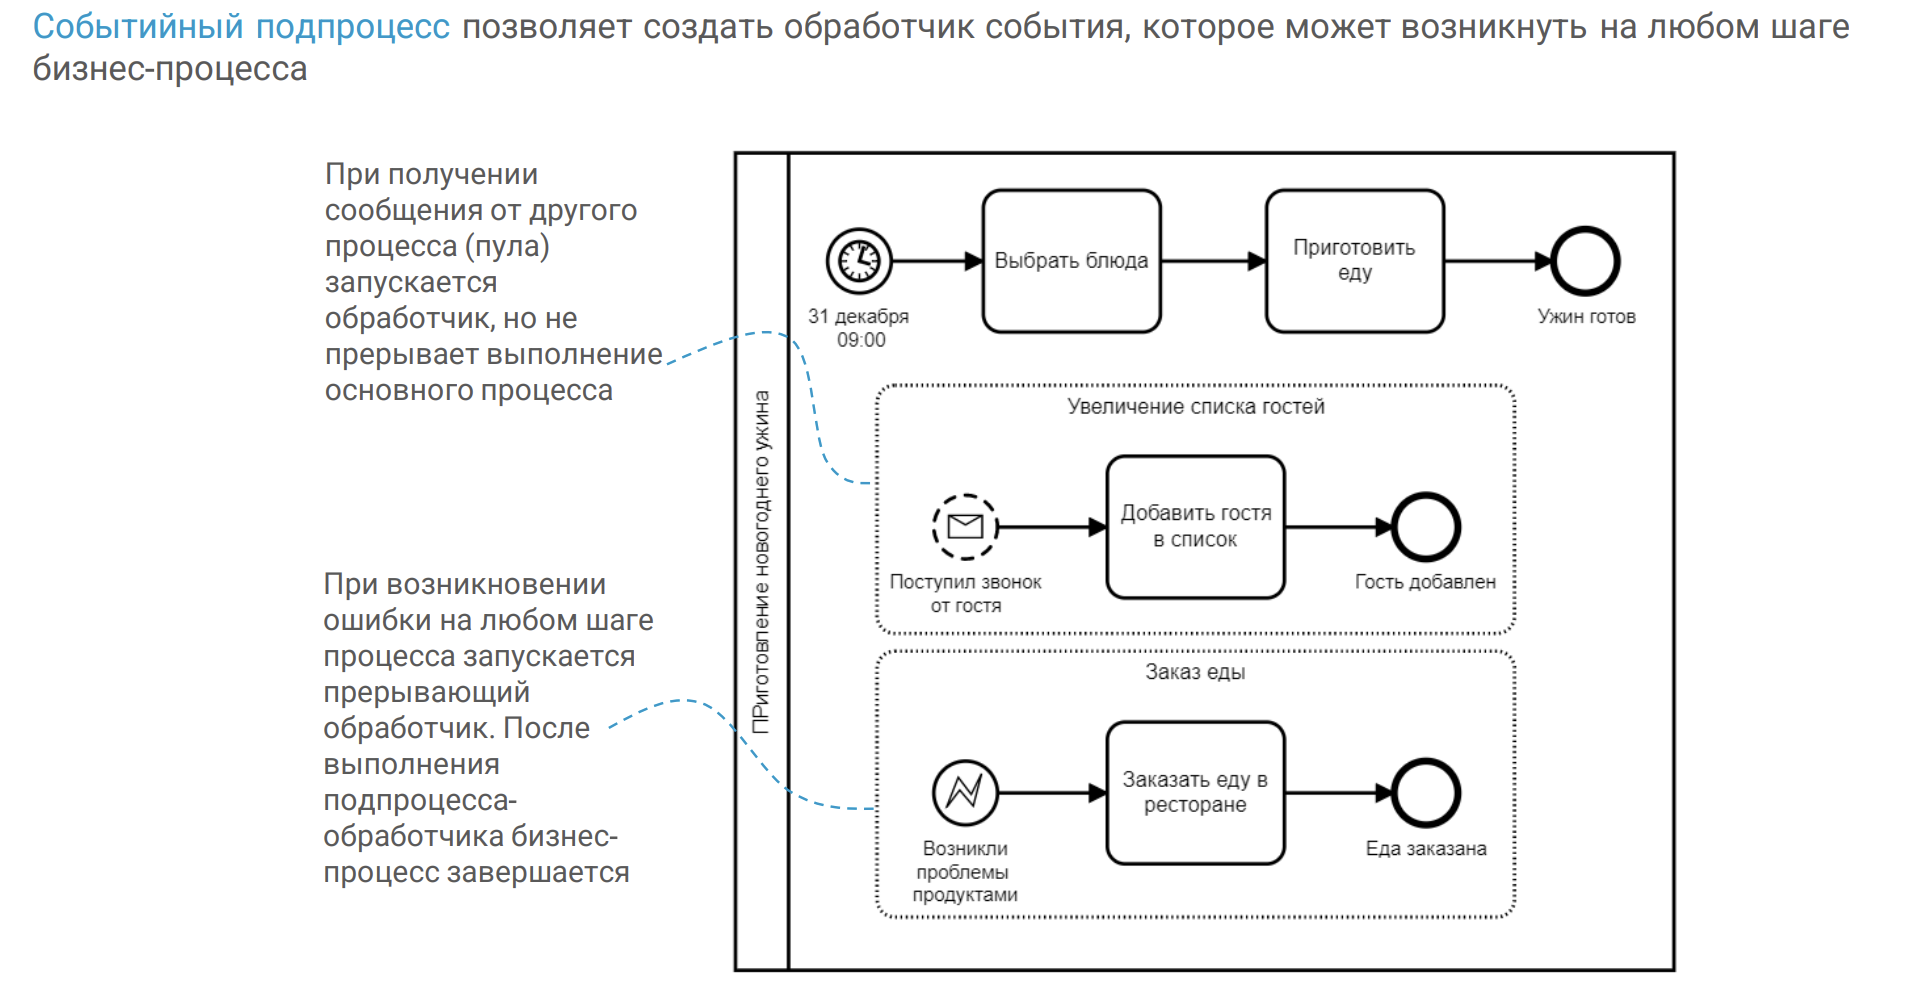 Событийный подпроцесс позволяет создать обработчик события, которое может возникнуть на любом шаге
бизнес-процесса
При получении
сообщения от другого
процесса (пула)
запускается
обработчик, но не
прерывает выполнение
основного процесса
При возникновении
ошибки на любом шаге
процесса запускается
прерывающий
обработчик. После
выполнения
подпроцесса-
обработчика бизнес-
процесс завершается
ПРиготовление новогоднего ужина
31 декабря
09:00
Выбрать блюда
Приготовить
еду
Ужин готов
Увеличение списка гостей
Поступил звонок
от гостя
Добавить гостя
в список
Гость добавлен
Заказ еды
Возникли
проблемы
продуктами
Заказать еду в
ресторане
Еда заказана